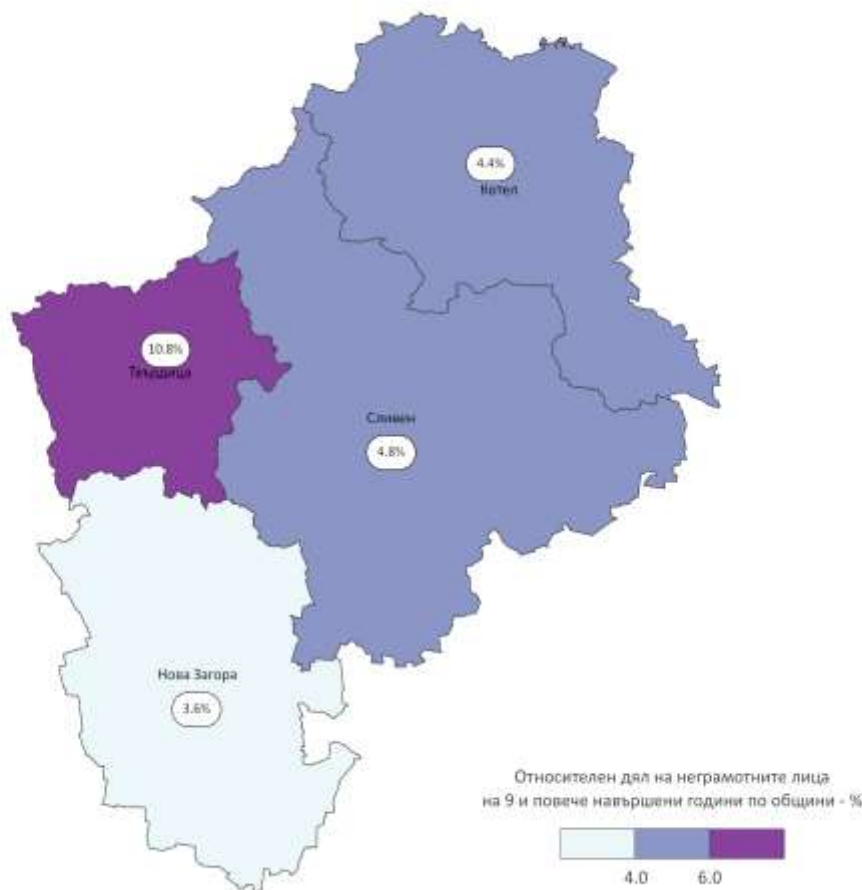 4.4%
Котел
10.8%
Твърдица
Сливен
4.8%
Нова Загора
3.6%
Относителен дял на неграмотните лица
на 9 и повече навършени години по общини - %
4.0 6.0